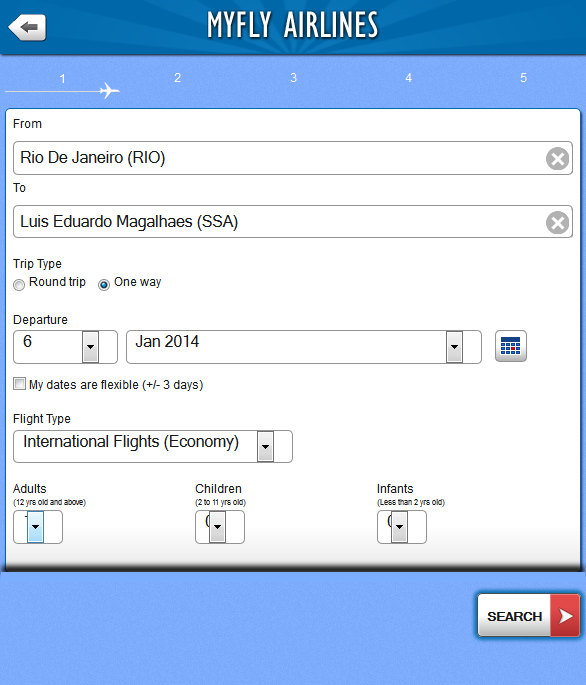 MYFLY AIRLINES
1 2 3 4 5
From
Rio De Janeiro (RIO)
To
Luis Eduardo Magalhaes (SSA)
Trip Type
Round trip One way
Departure
6 Jan 2014
My dates are flexible (+/- 3 days)
Flight Type
International Flights (Economy)
Adults Children Infants
(12 yrs old and above) (2 to 11 yrs old) (Less than 2 yrs old)
SEARCH